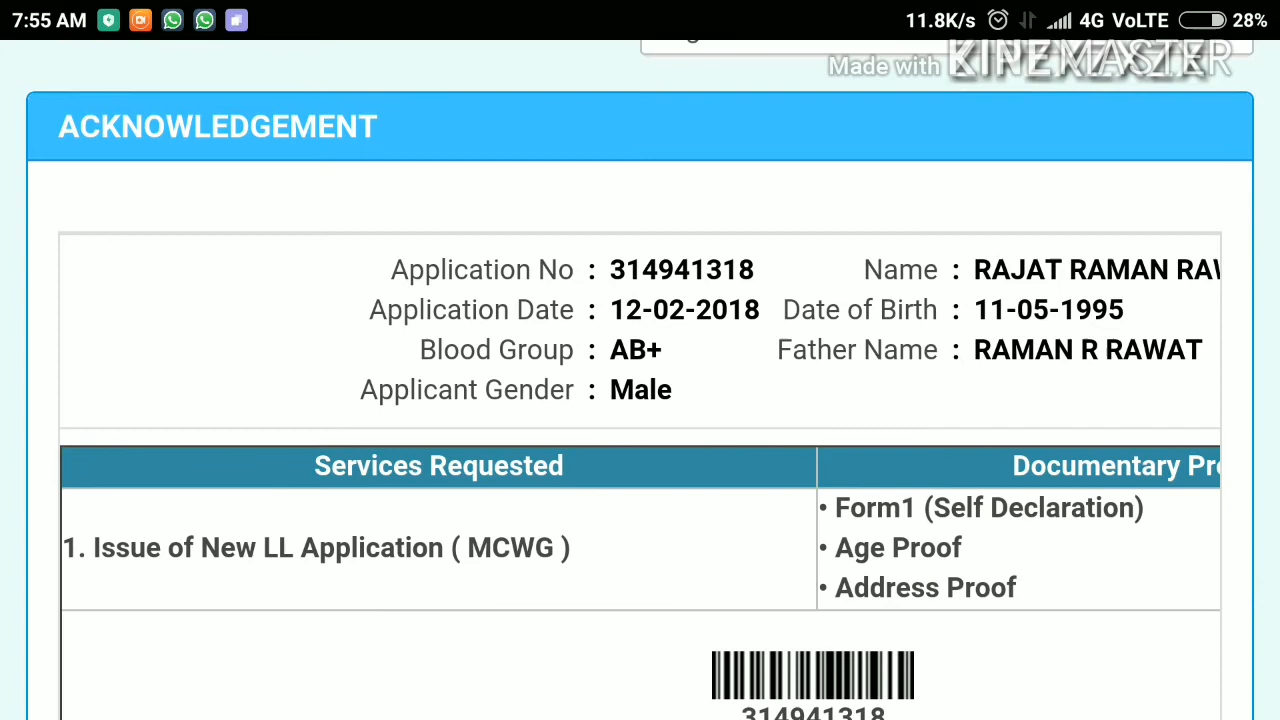 7:55 AM 11.8K/s 4G VoLTE 28%
Made with KINEMASTER
ACKNOWLEDGEMENT
Application No : 314941318 Name : RAJAT RAMAN
Application Date : 12-02-2018 Date of Birth : 11-05-1995
Blood Group : AB+ Father Name : RAMAN R RAWAT
Applicant Gender : Male
Services Requested Documentary
1. Issue of New LL Application ( MCWG )
• Form1 (Self Declaration)
• Age Proof
• Address Proof
314941318